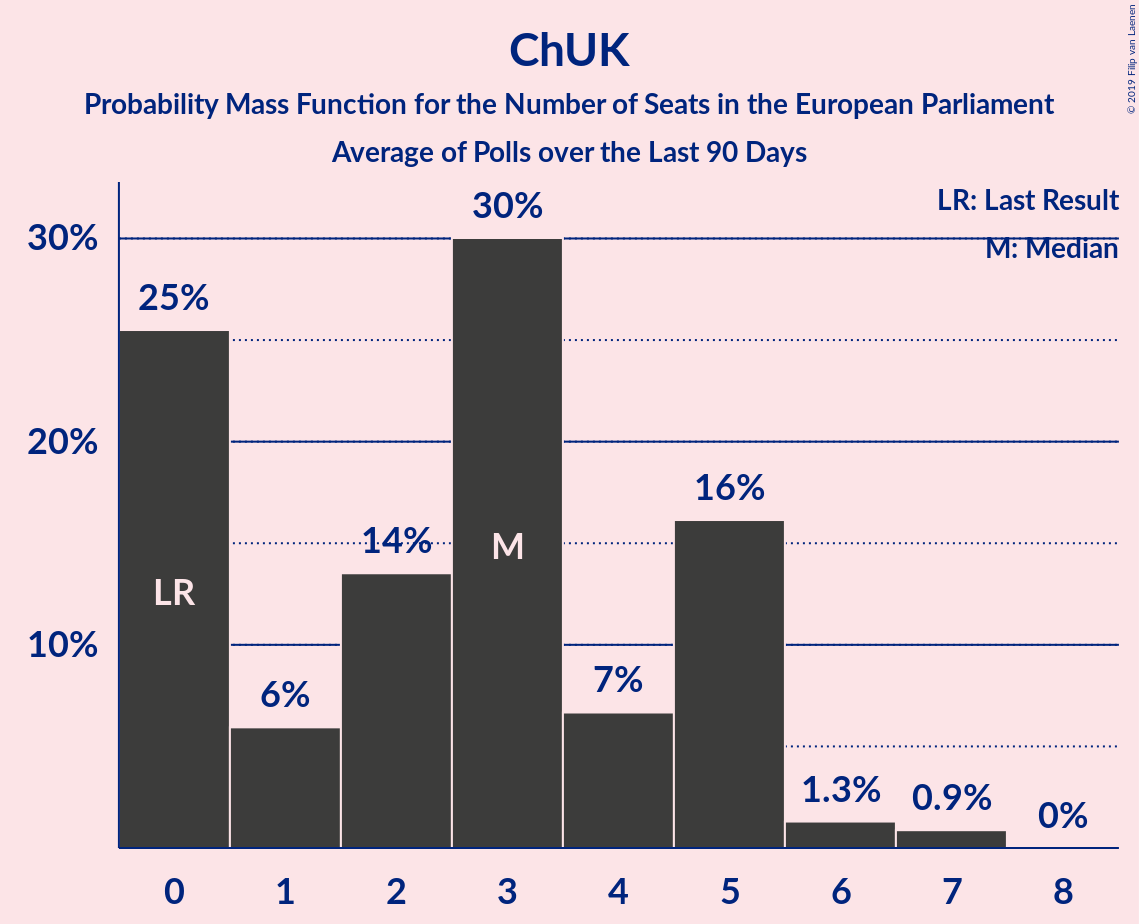 ChUK
Probability Mass Function for the Number of Seats in the European Parliament
Average of Polls over the Last 90 Days
© 2019 Filip van Laenen
LR: Last Result
M: Median
30%
20%
10%
25%
6%
14%
30%
7%
16%
1.3%
0.9%
0%
LR
M
0 1 2 3 4 5 6 7 8